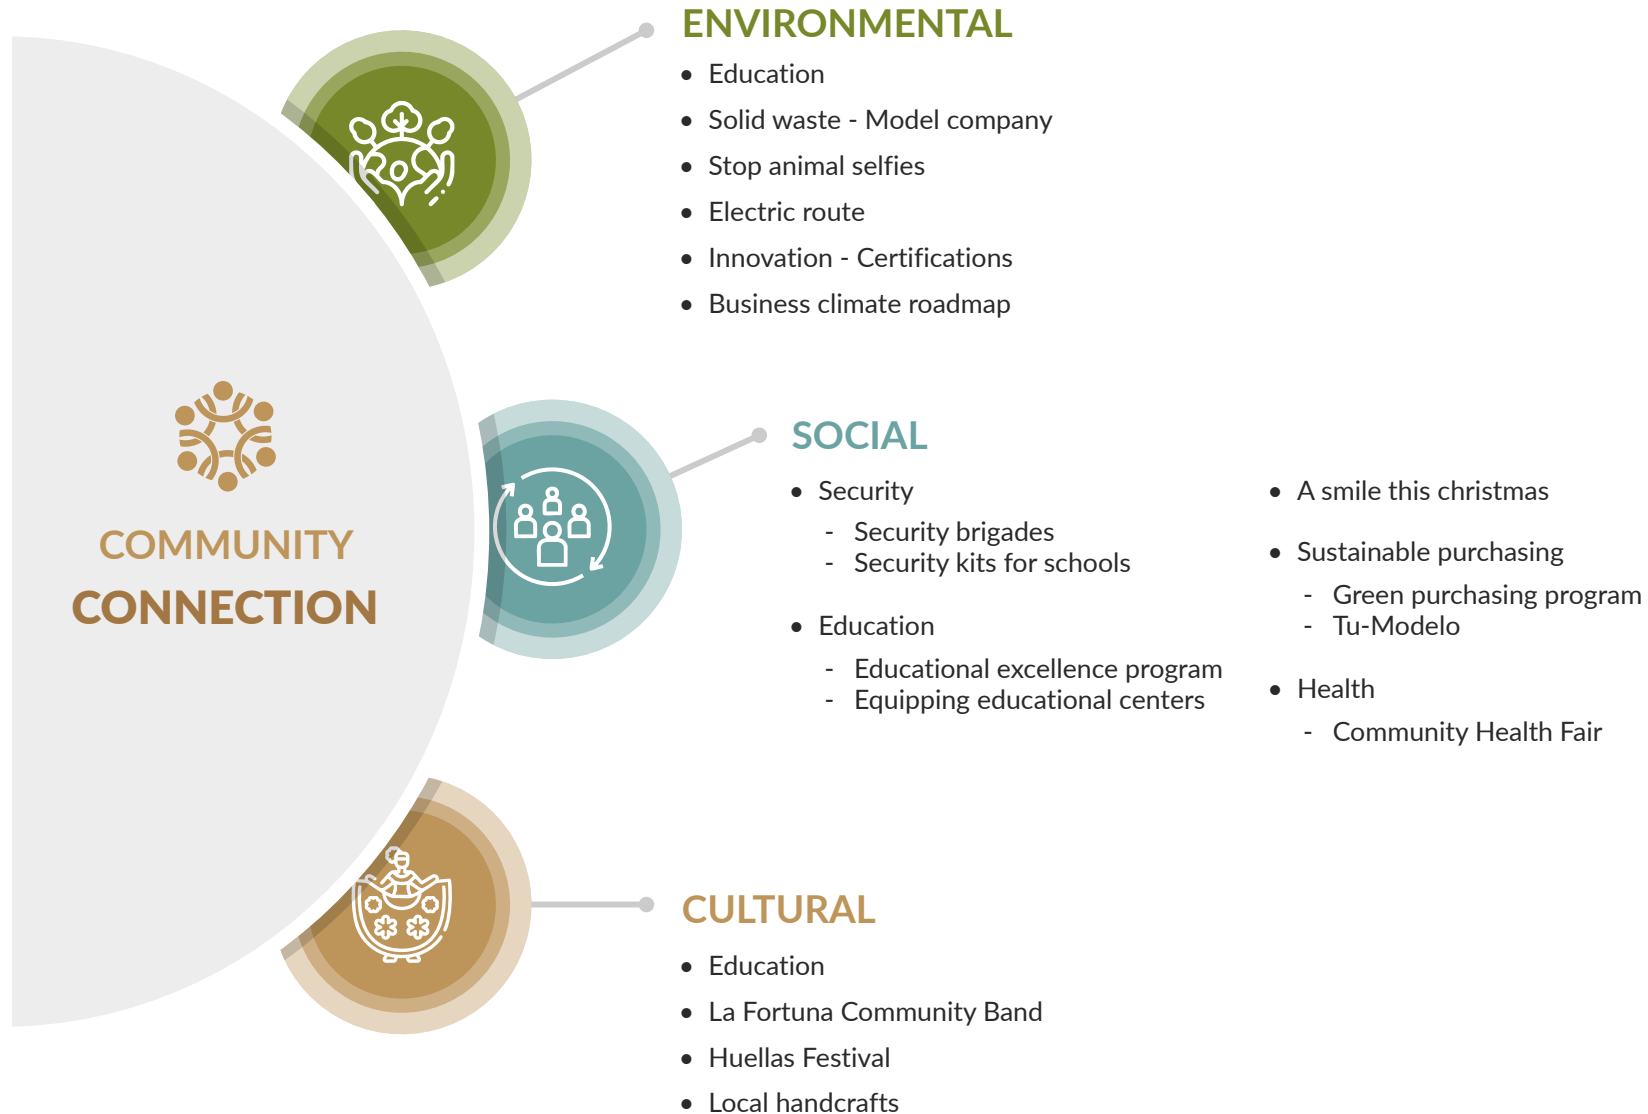 COMMUNITY
CONNECTION
ENVIRONMENTAL
• Education
• Solid waste - Model company
• Stop animal selfies
• Electric route
• Innovation - Certifications
• Business climate roadmap
SOCIAL
• Security
- Security brigades
- Security kits for schools
• Education
- Educational excellence program
- Equipping educational centers
• A smile this christmas
• Sustainable purchasing
- Green purchasing program
- Tu-Modelo
• Health
- Community Health Fair
CULTURAL
• Education
• La Fortuna Community Band
• Huellas Festival
• Local handcrafts